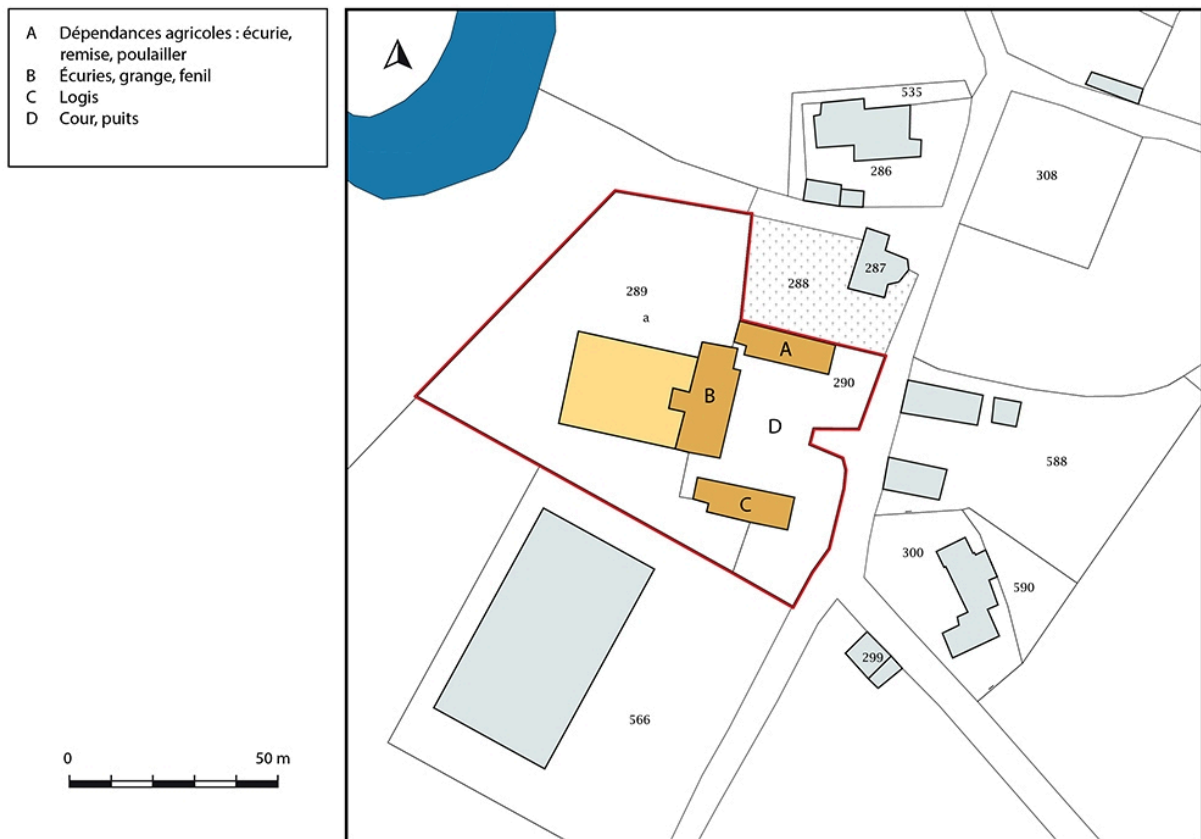 A Dépendances agricoles : écurie,
remise, poulailler
B Écuries, grange, fenil
C Logis
D Cour, puits
535
286
308
287
288
289
a
A
290
B
D
588
C
300
590
299
566
0 50 m